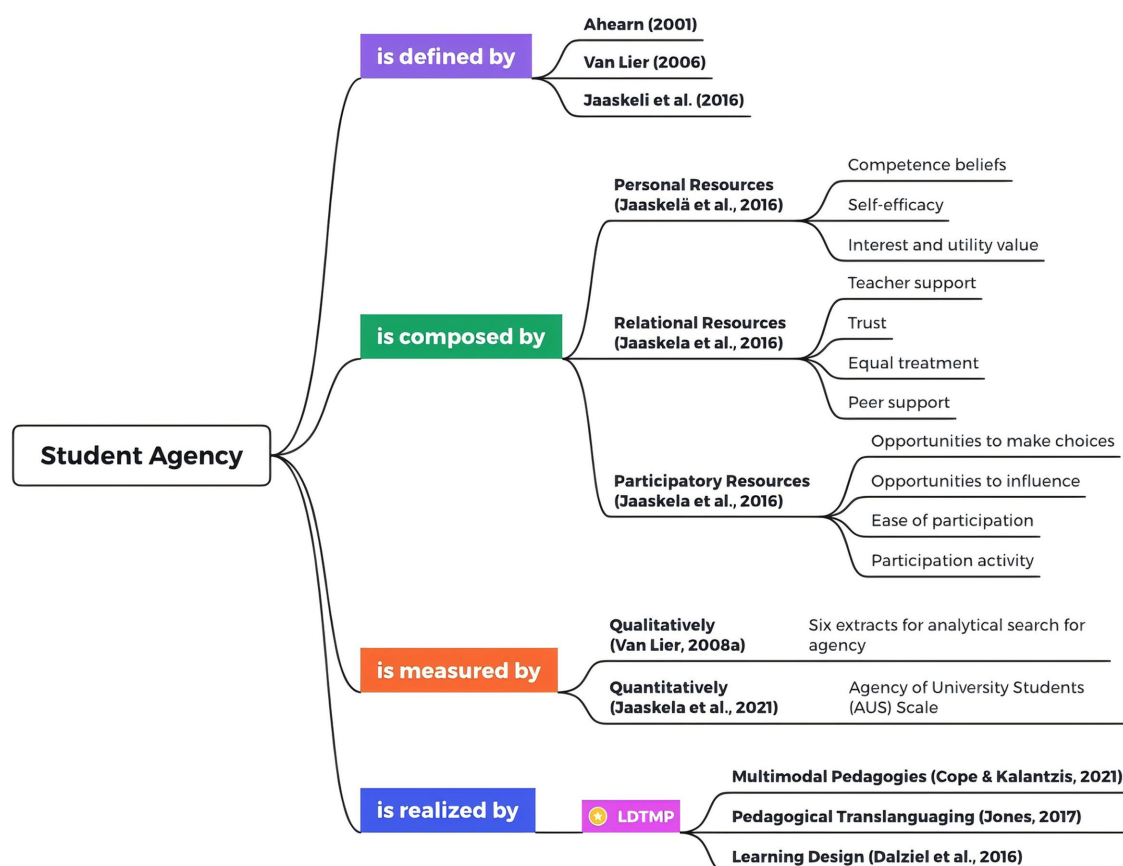 Student Agency
is defined by
Ahearn (2001)
Van Lier (2006)
Jaaskeli et al. (2016)
is composed by
Personal Resources
(Jaaskelä et al., 2016)
Competence beliefs
Self-efficacy
Interest and utility value
Relational Resources
(Jaaskela et al., 2016)
Teacher support
Trust
Equal treatment
Peer support
Participatory Resources
(Jaaskela et al., 2016)
Opportunities to make choices
Opportunities to influence
Ease of participation
Participation activity
is measured by
Qualitatively
(Van Lier, 2008a)
Six extracts for analytical search for
agency
Quantitatively
(Jaaskela et al., 2021)
Agency of University Students
(AUS) Scale
is realized by
LDTMP
Multimodal Pedagogies (Cope & Kalantzis, 2021)
Pedagogical Translanguaging (Jones, 2017)
Learning Design (Dalziel et al., 2016)